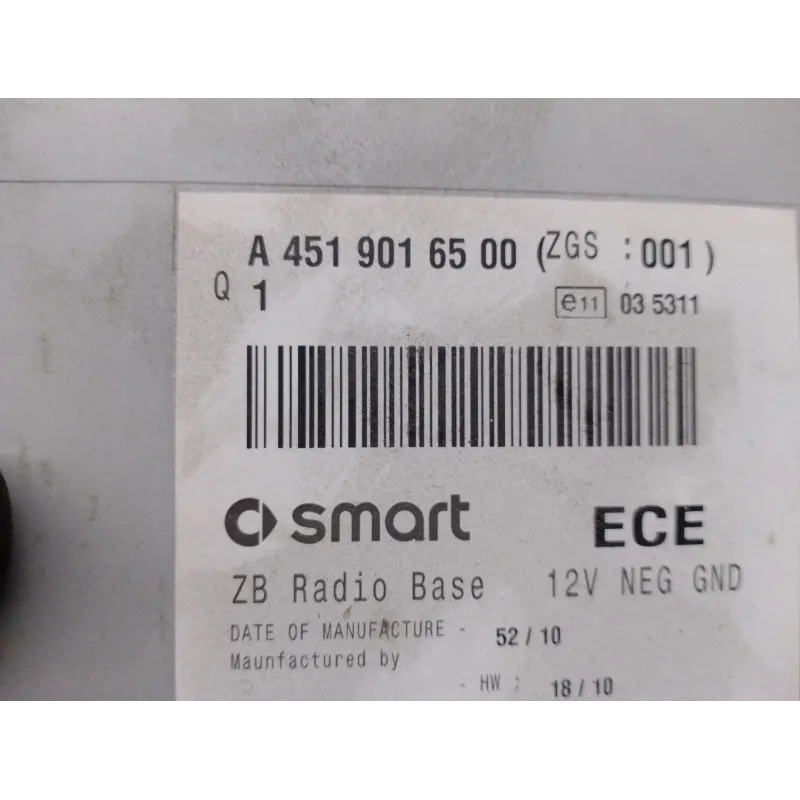 A 451 901 65 00 (ZGS : 001)
Q 1
e11 03 5311
smart ECE
ZB Radio Base 12V NEG GND
DATE OF MANUFACTURE - 52 / 10
Maunfactured by
- HW : 18 / 10